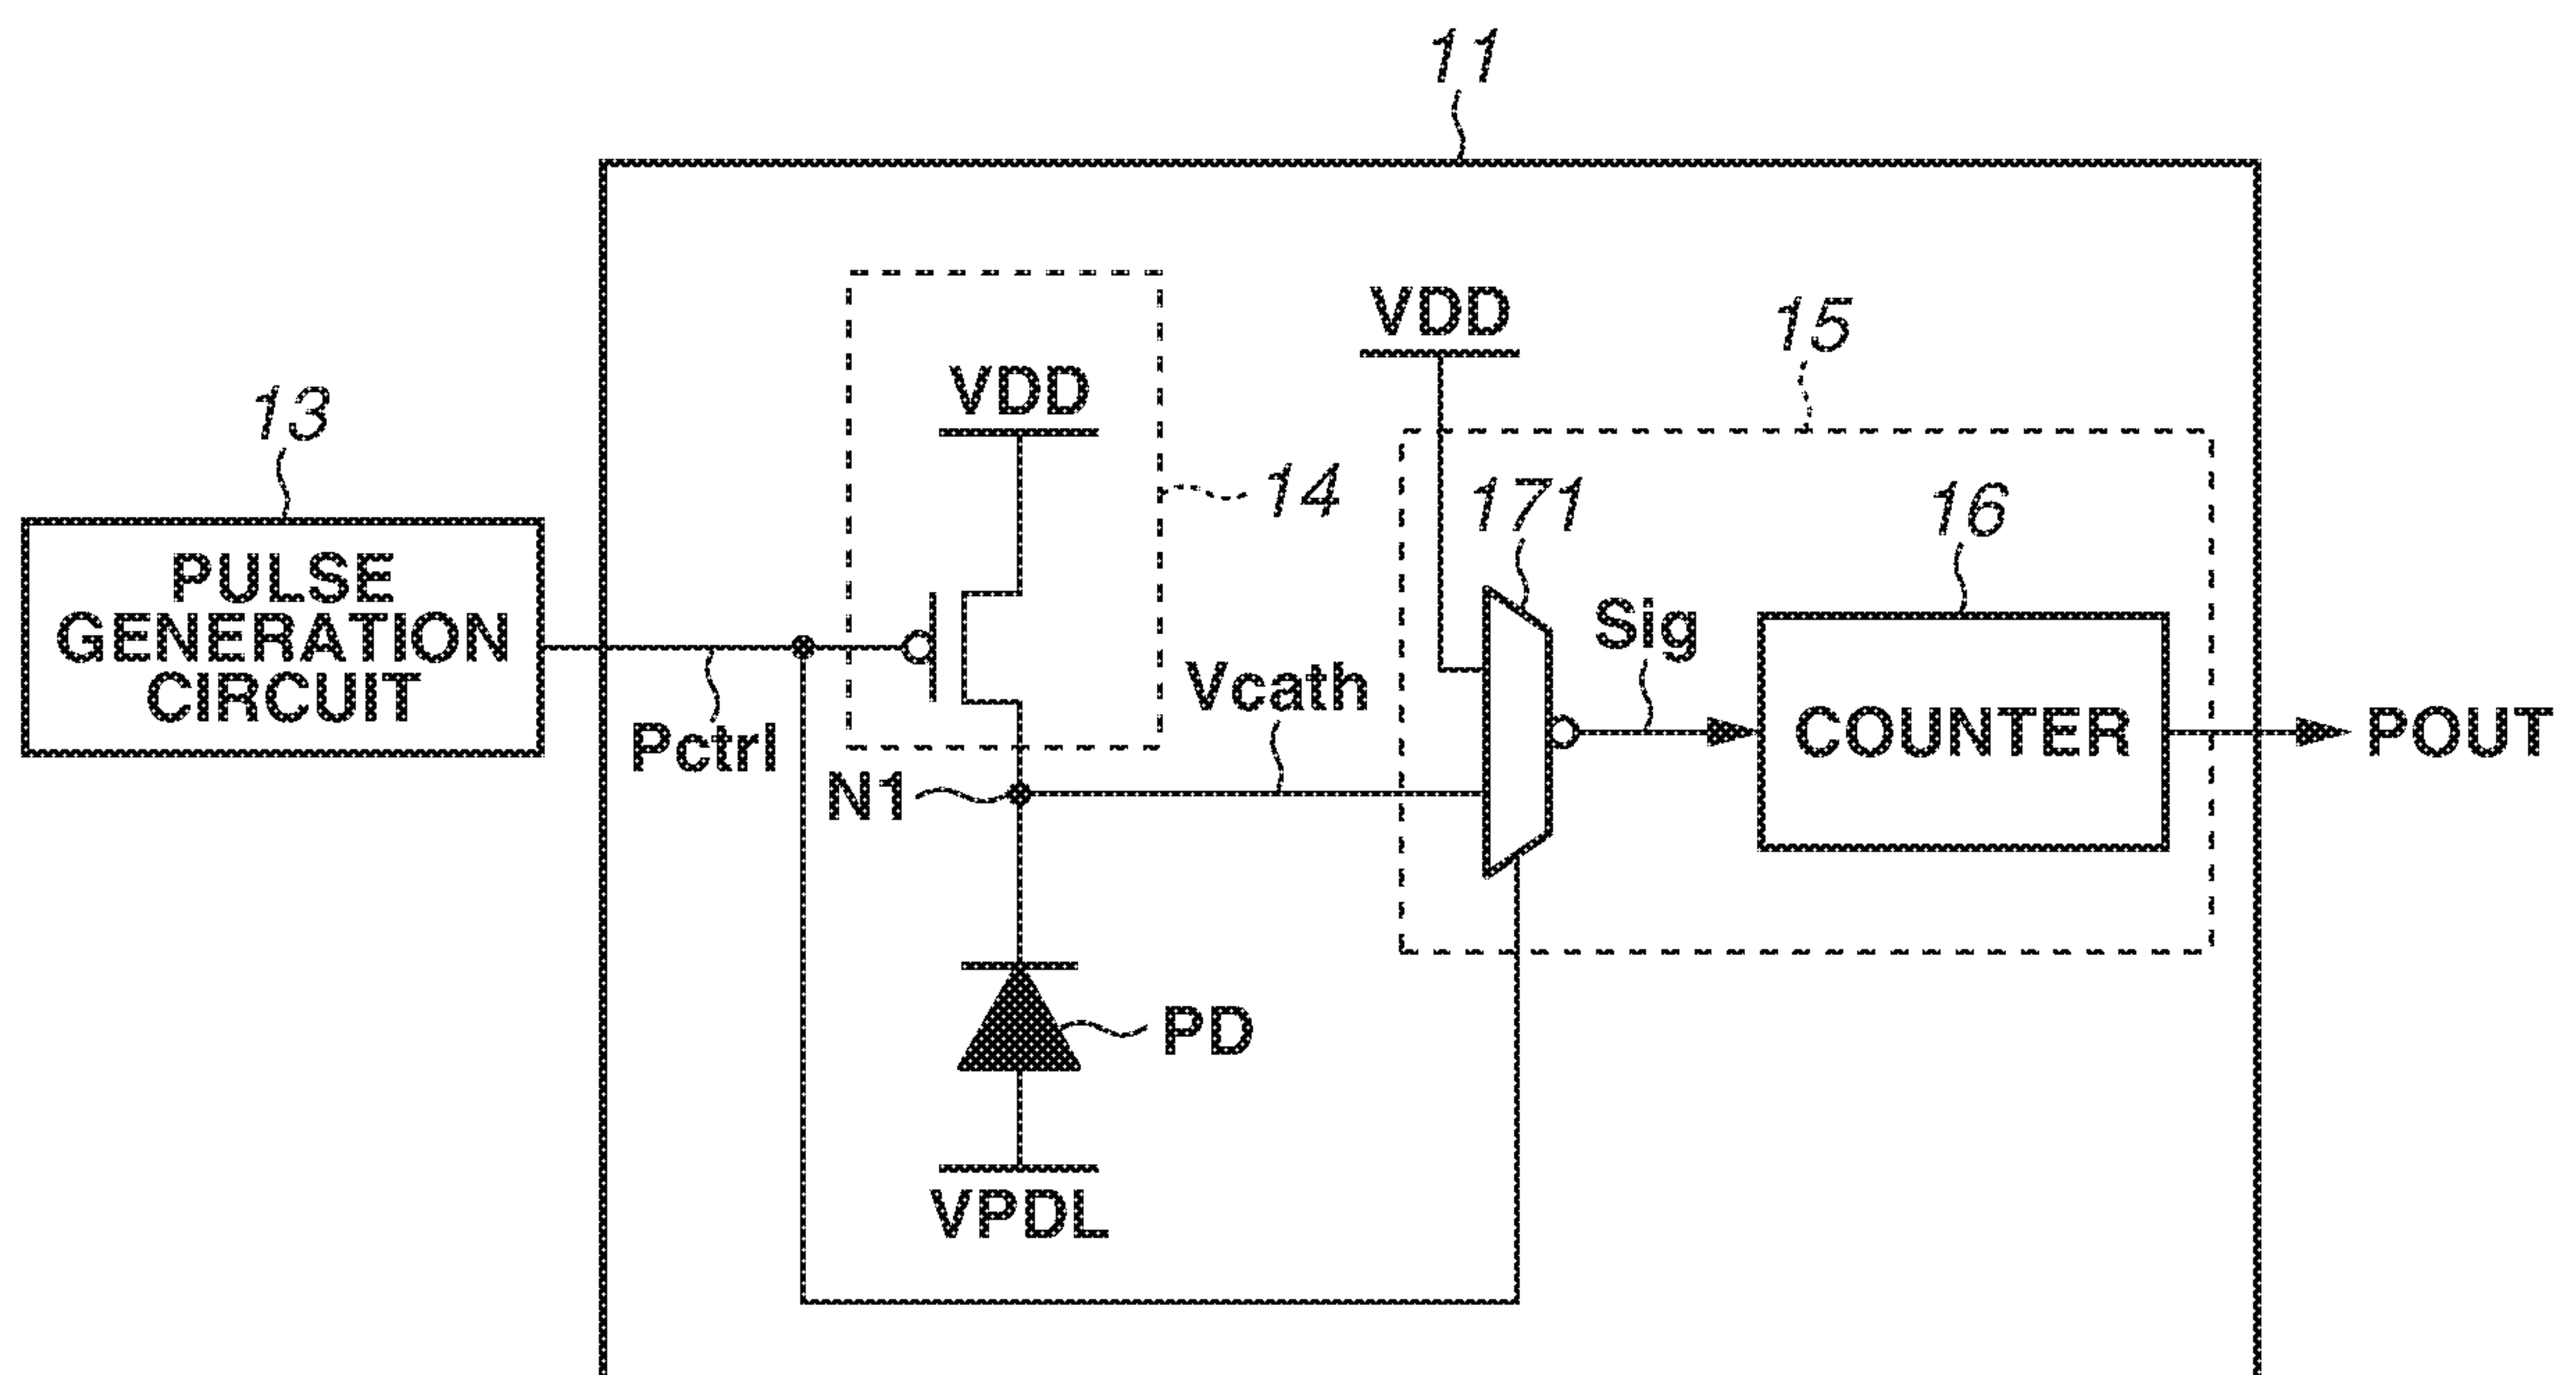 11
VDD
15
VDD
13
14
171
16
PULSE
GENERATION
CIRCUIT
Sig
Vcath
COUNTER
POUT
Pctrl
N1
PD
VPDL